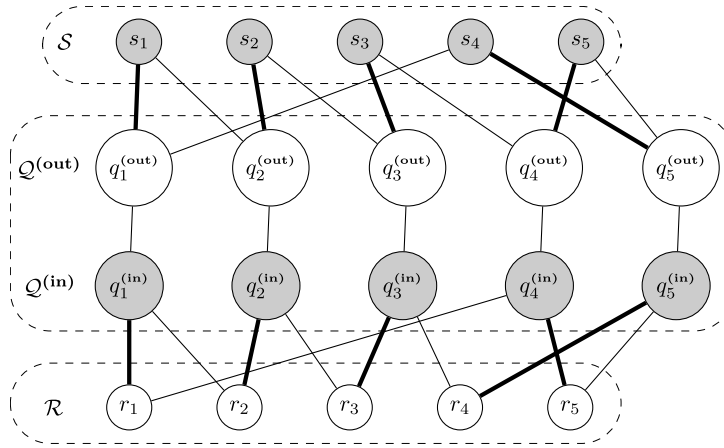 𝒮 s₁ s₂ s₃ s₄ s₅
𝒬⁽ᵒᵘᵗ⁾ q₁⁽ᵒᵘᵗ⁾ q₂⁽ᵒᵘᵗ⁾ q₃⁽ᵒᵘᵗ⁾ q₄⁽ᵒᵘᵗ⁾ q₅⁽ᵒᵘᵗ⁾
𝒬⁽ⁱⁿ⁾ q₁⁽ⁱⁿ⁾ q₂⁽ⁱⁿ⁾ q₃⁽ⁱⁿ⁾ q₄⁽ⁱⁿ⁾ q₅⁽ⁱⁿ⁾
ℛ r₁ r₂ r₃ r₄ r₅